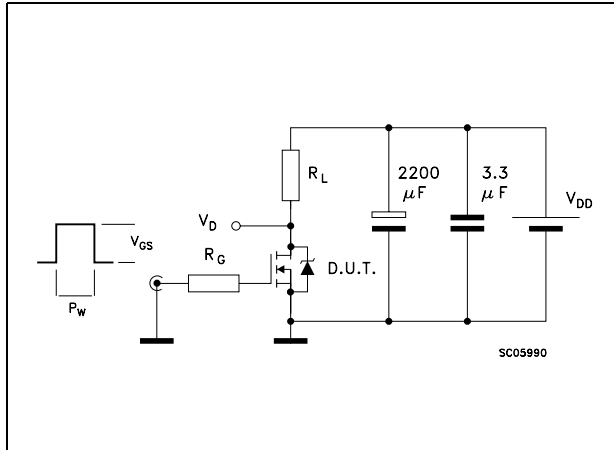 2200
μF
3.3
μF
R_L
V_DD
V_D
V_GS
R_G
D.U.T.
P_W
SC05990